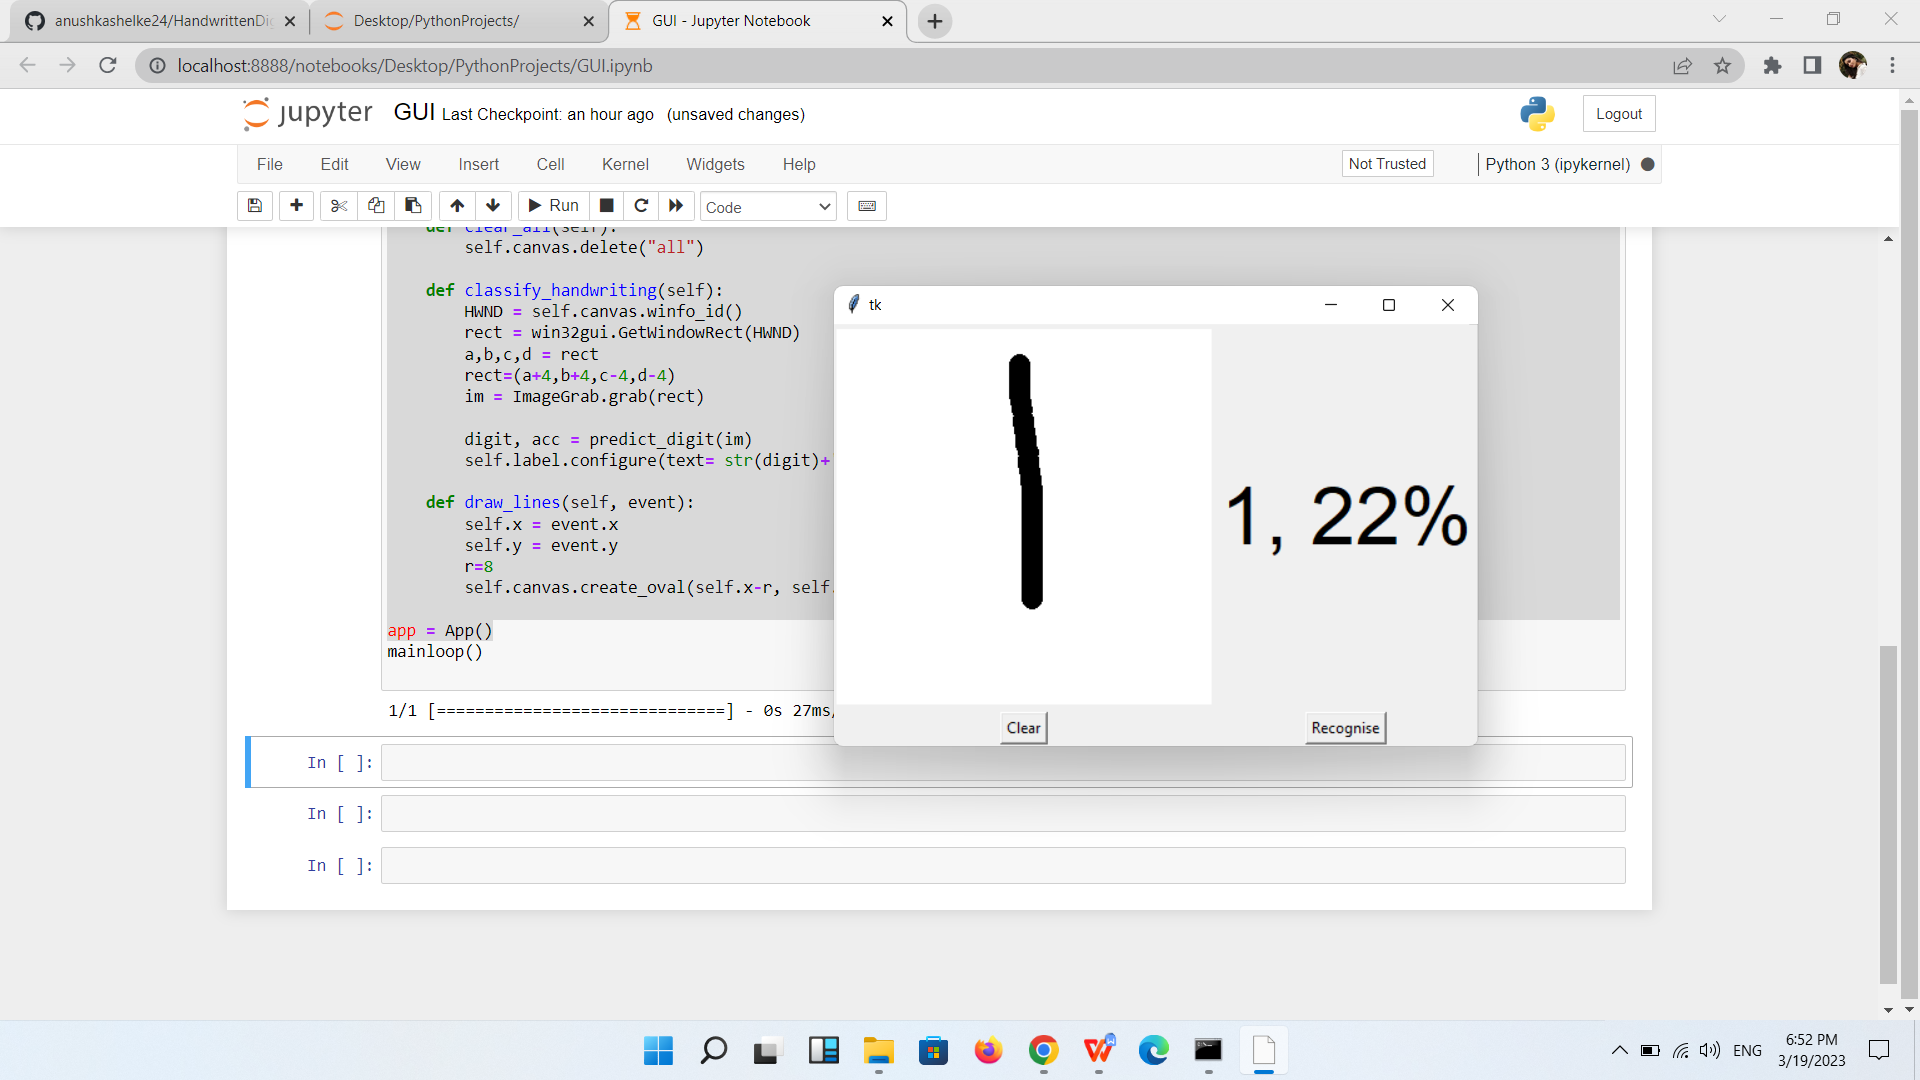 anushkashelke24/HandwrittenDi
Desktop/PythonProjects/
GUI - Jupyter Notebook
localhost:8888/notebooks/Desktop/PythonProjects/GUI.ipynb
jupyter GUI Last Checkpoint: an hour ago (unsaved changes)
Logout
File Edit View Insert Cell Kernel Widgets Help
Not Trusted
Python 3 (ipykernel)
Run
Code
def clear_all(self):
self.canvas.delete("all")
def classify_handwriting(self):
HWND = self.canvas.winfo_id()
rect = win32gui.GetWindowRect(HWND)
a,b,c,d = rect
rect=(a+4,b+4,c-4,d-4)
im = ImageGrab.grab(rect)
digit, acc = predict_digit(im)
self.label.configure(text= str(digit)+
def draw_lines(self, event):
self.x = event.x
self.y = event.y
r=8
self.canvas.create_oval(self.x-r, self.
app = App()
mainloop()
1/1 [==============================] - 0s 27ms/
In [ ]:
In [ ]:
In [ ]:
tk
1, 22%
Clear
Recognise
ENG
6:52 PM
3/19/2023